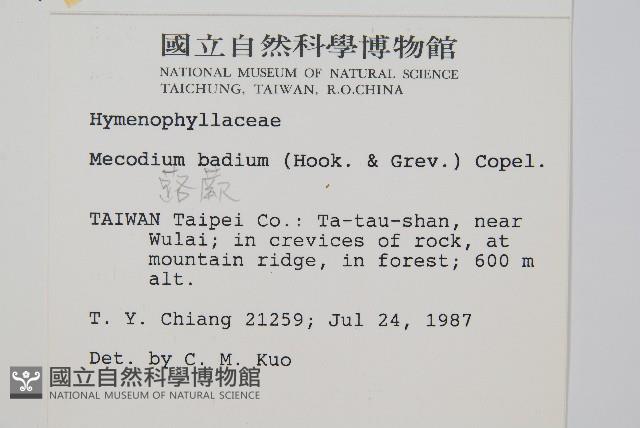 國立自然科學博物館
NATIONAL MUSEUM OF NATURAL SCIENCE
TAICHUNG, TAIWAN, R.O.CHINA
Hymenophyllaceae
Mecodium badium (Hook. & Grev.) Copel.
蕗蕨
TAIWAN Taipei Co.: Ta-tau-shan, near
Wulai; in crevices of rock, at
mountain ridge, in forest; 600 m
alt.
T. Y. Chiang 21259; Jul 24, 1987
Det. by C. M. Kuo
國立自然科學博物館
NATIONAL MUSEUM OF NATURAL SCIENCE